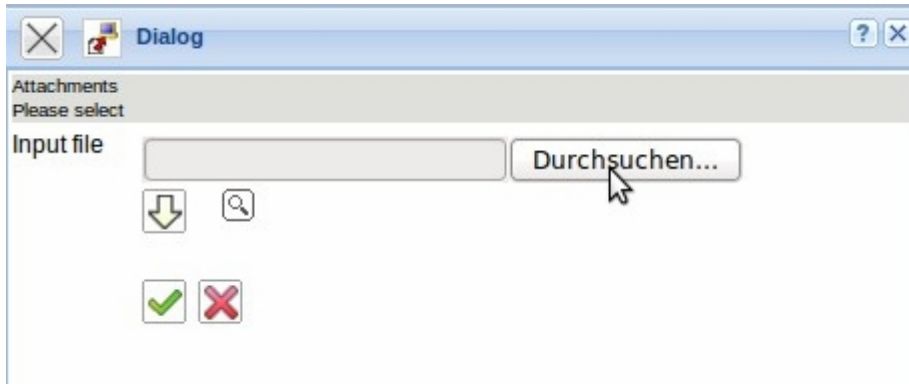 Dialog
?
Attachments
Please select
Input file
Durchsuchen...